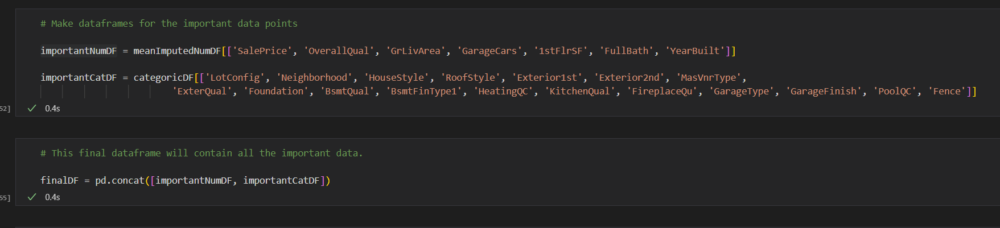 # Make dataframes for the important data points
importantNumDF = meanImputedNumDF[['SalePrice', 'OverallQual', 'GrLivArea', 'GarageCars', '1stFlrSF', 'FullBath', 'YearBuilt']]
importantCatDF = categoricDF[['LotConfig', 'Neighborhood', 'HouseStyle', 'RoofStyle', 'Exterior1st', 'Exterior2nd', 'MasVnrType',
'ExterQual', 'Foundation', 'BsmtQual', 'BsmtFinType1', 'HeatingQC', 'KitchenQual', 'FireplaceQu', 'GarageType', 'GarageFinish', 'PoolQC', 'Fence']]
52] 0.4s
# This final dataframe will contain all the important data.
finalDF = pd.concat([importantNumDF, importantCatDF])
55] 0.4s